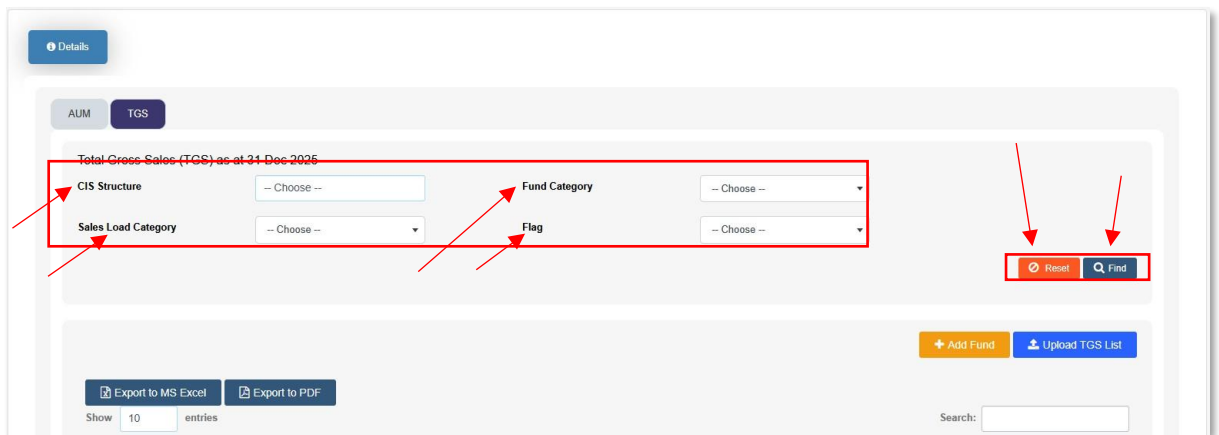 Details
AUM TGS
Total Gross Sales (TGS) as at 31 Dec 2025
CIS Structure -- Choose -- Fund Category -- Choose --
Sales Load Category -- Choose -- Flag -- Choose --
Reset Find
Add Fund Upload TGS List
Export to MS Excel Export to PDF
Show 10 entries Search: